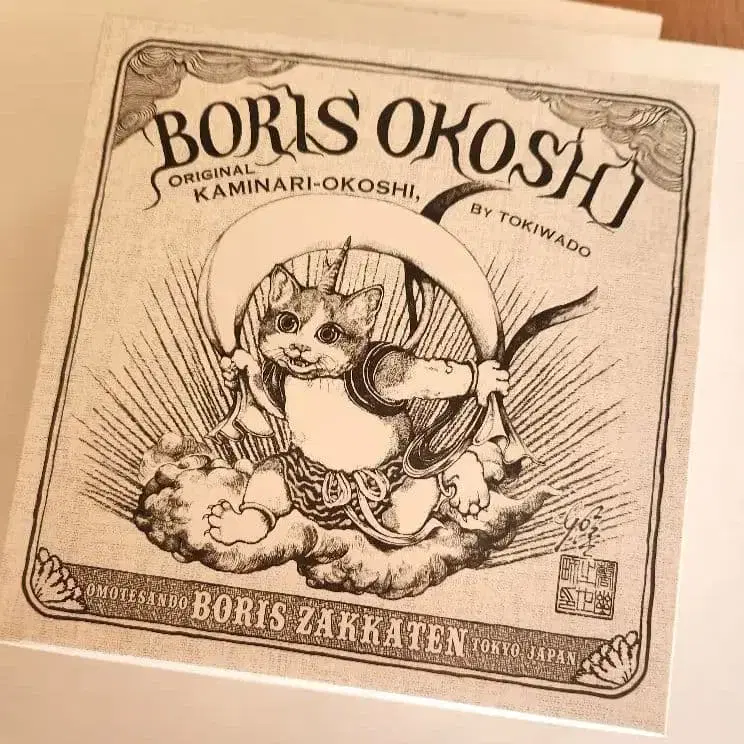 BORIS OKOSHI
ORIGINAL
KAMINARI-OKOSHI,
BY TOKIWADO
OMOTESANDO BORIS ZAKKATEN TOKYO JAPAN